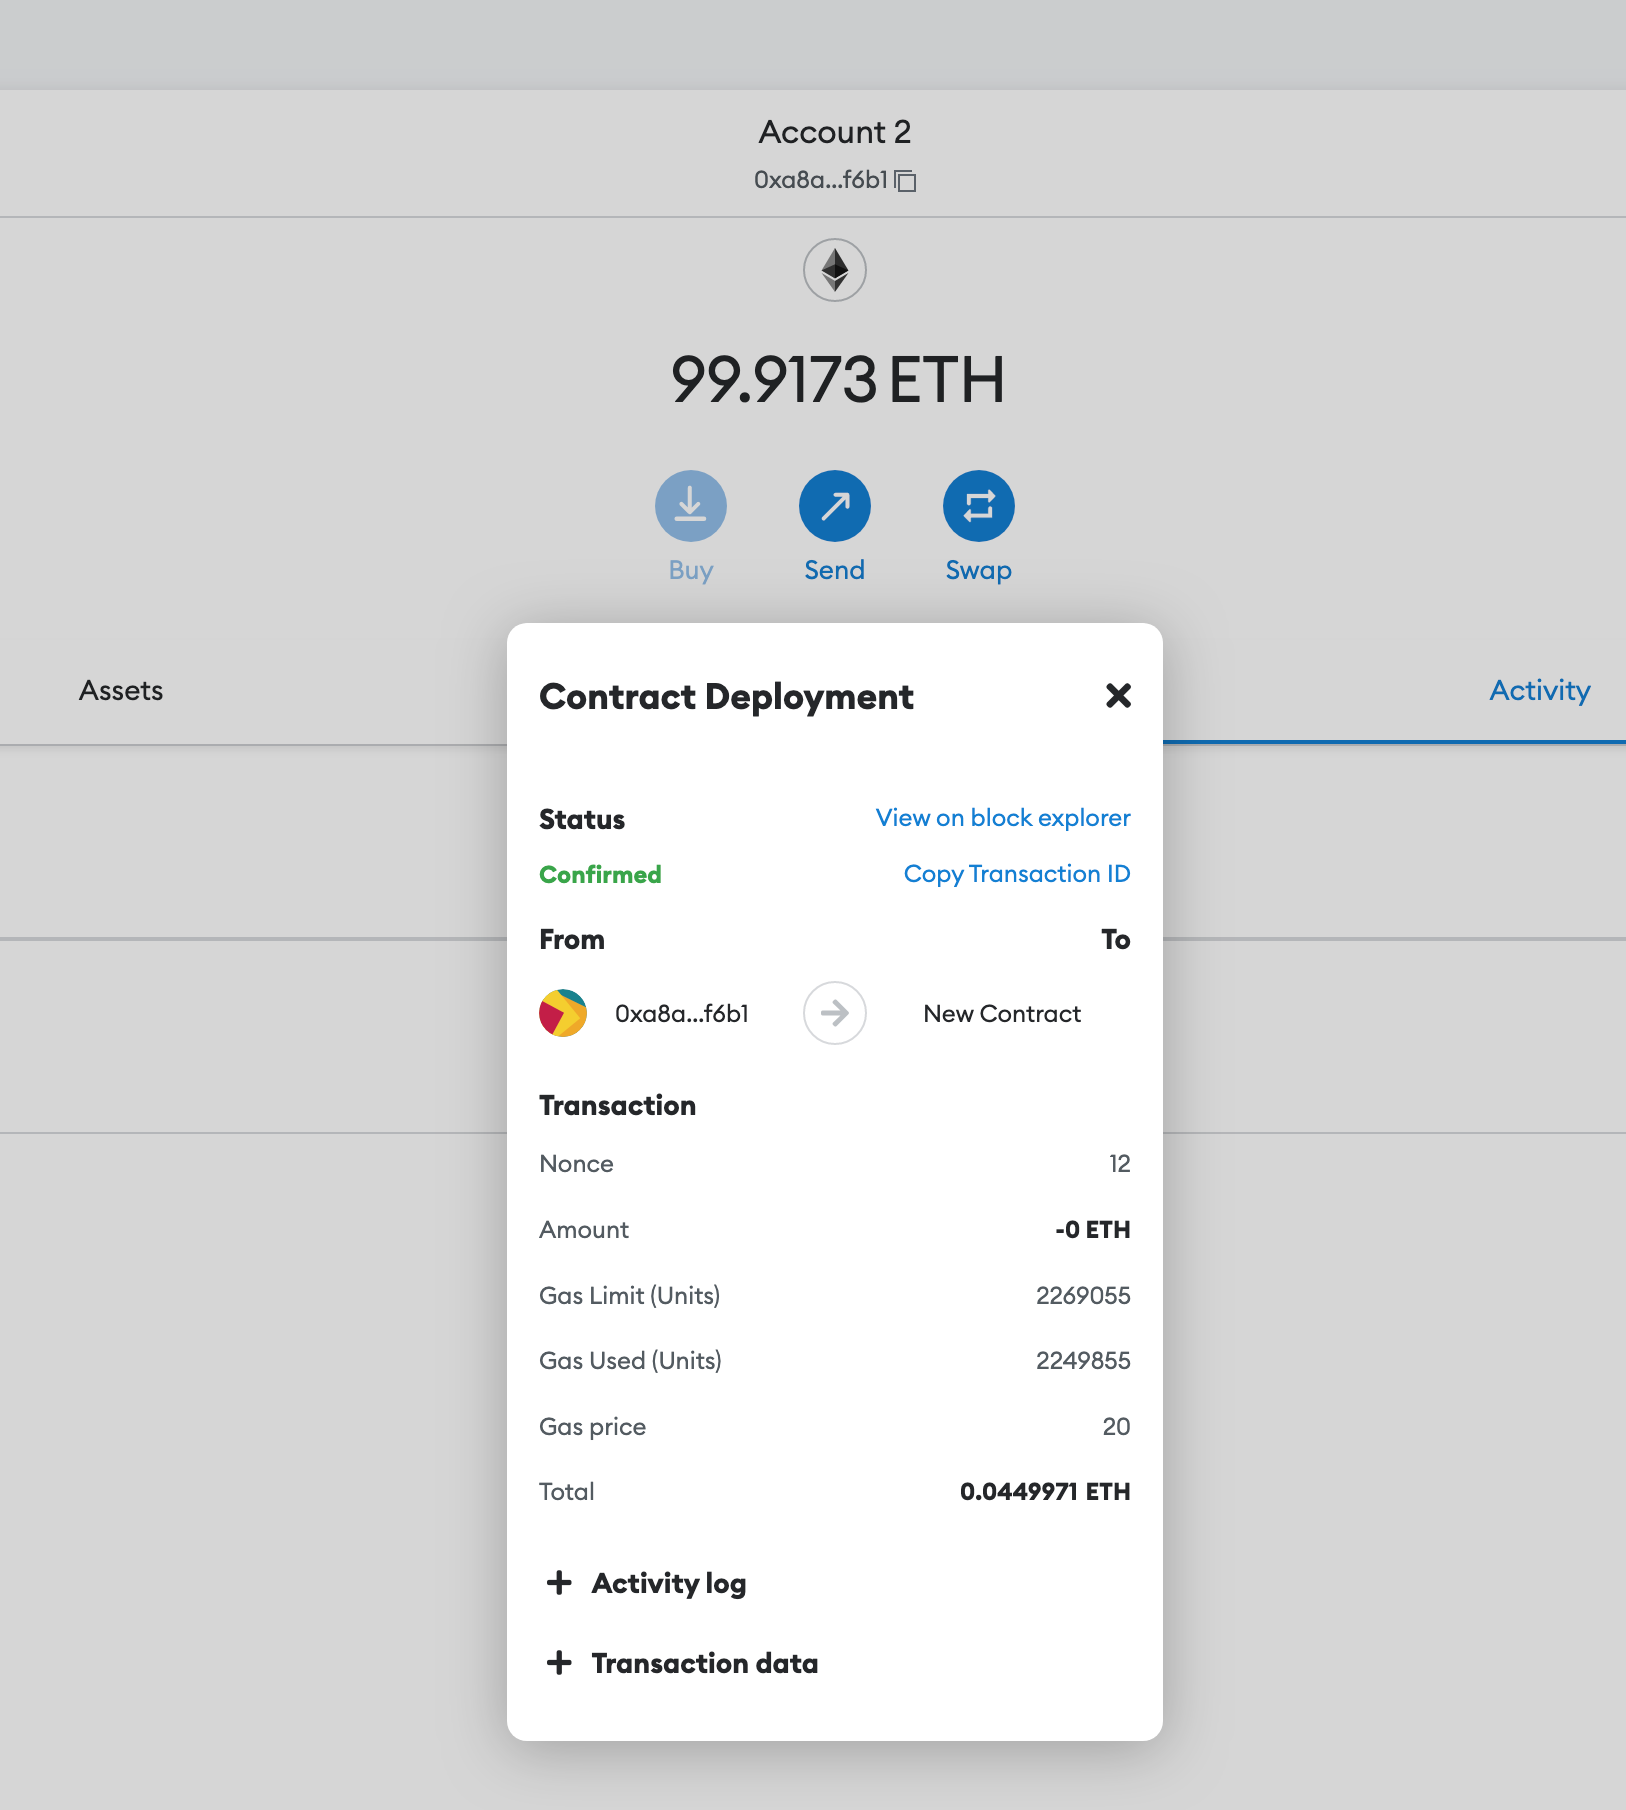 Account 2
0xa8a...f6b1
99.9173 ETH
Buy
Send
Swap
Assets
Activity
Contract Deployment
Status
View on block explorer
Confirmed
Copy Transaction ID
From
To
0xa8a...f6b1
New Contract
Transaction
Nonce
12
Amount
-0 ETH
Gas Limit (Units)
2269055
Gas Used (Units)
2249855
Gas price
20
Total
0.0449971 ETH
Activity log
Transaction data